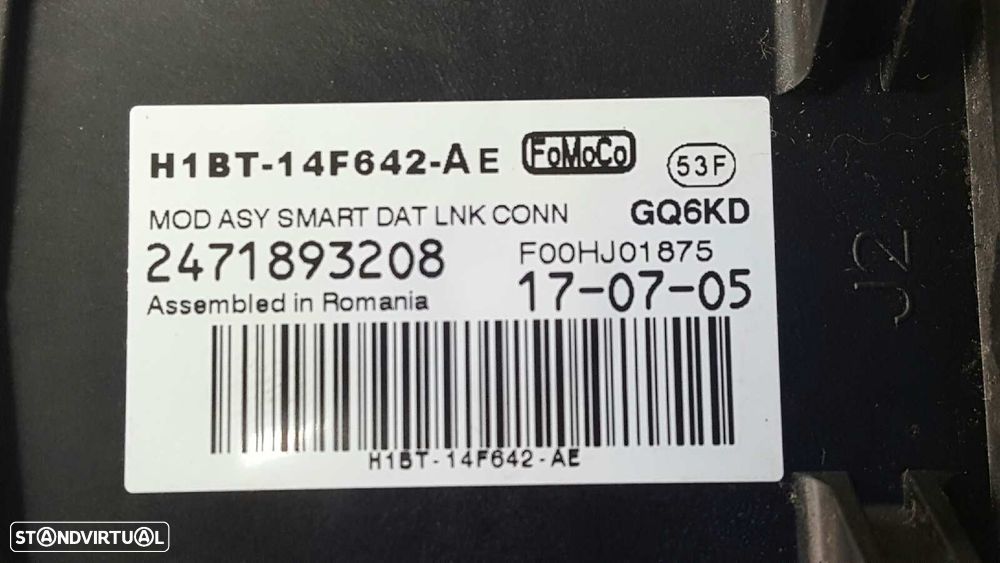 H1BT-14F642-AE FoMoCo 53F
MOD ASY SMART DAT LNK CONN GQ6KD
2471893208 F00HJ01875
Assembled in Romania 17-07-05
H1BT-14F642-AE
J2
STANDVIRTUAL